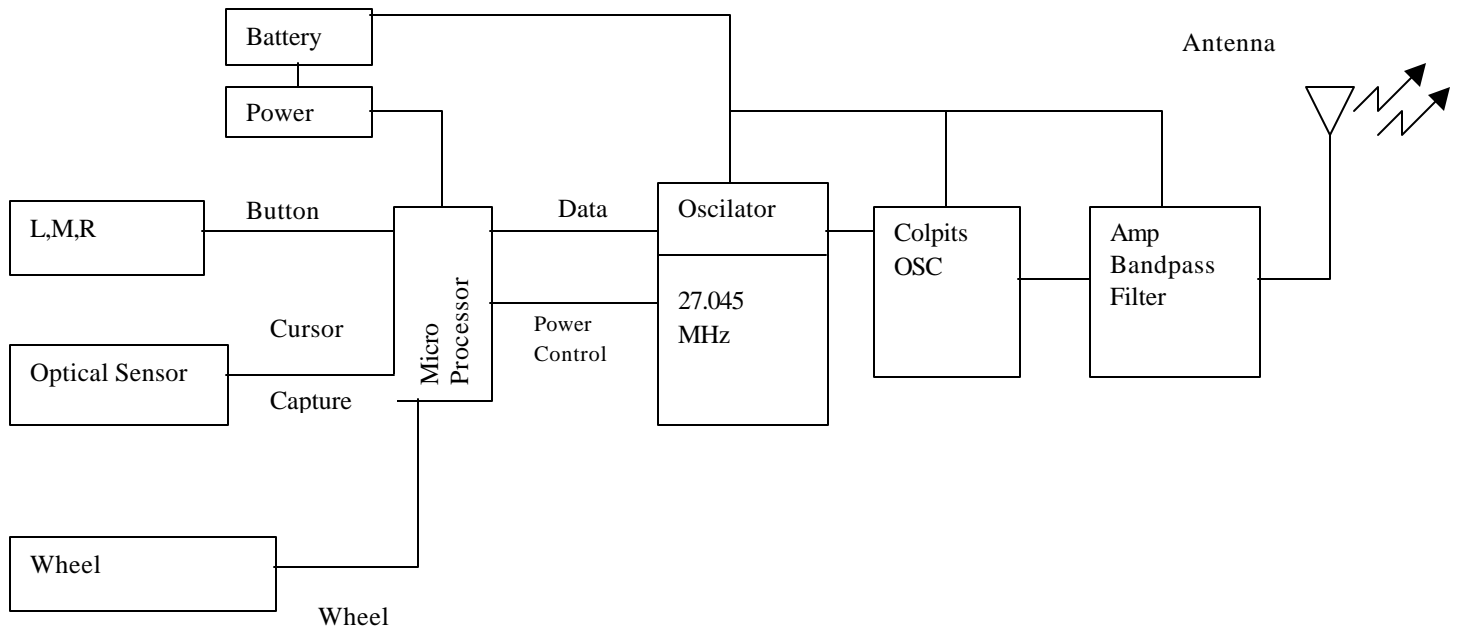 Battery
Antenna
Power
Button
Data
L,M,R
Oscilator
Colpits
OSC
Amp
Bandpass
Filter
Micro
Processor
27.045
MHz
Cursor
Power
Control
Optical Sensor
Capture
Wheel
Wheel